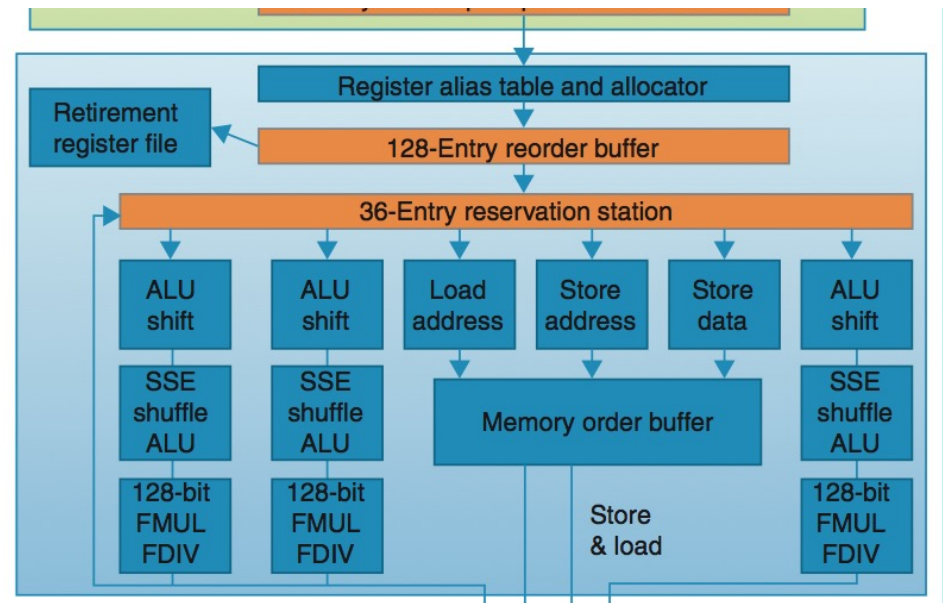 Register alias table and allocator
Retirement
register file
128-Entry reorder buffer
36-Entry reservation station
ALU
shift
ALU
shift
Load
address
Store
address
Store
data
ALU
shift
SSE
shuffle
ALU
SSE
shuffle
ALU
Memory order buffer
SSE
shuffle
ALU
128-bit
FMUL
FDIV
128-bit
FMUL
FDIV
Store
& load
128-bit
FMUL
FDIV